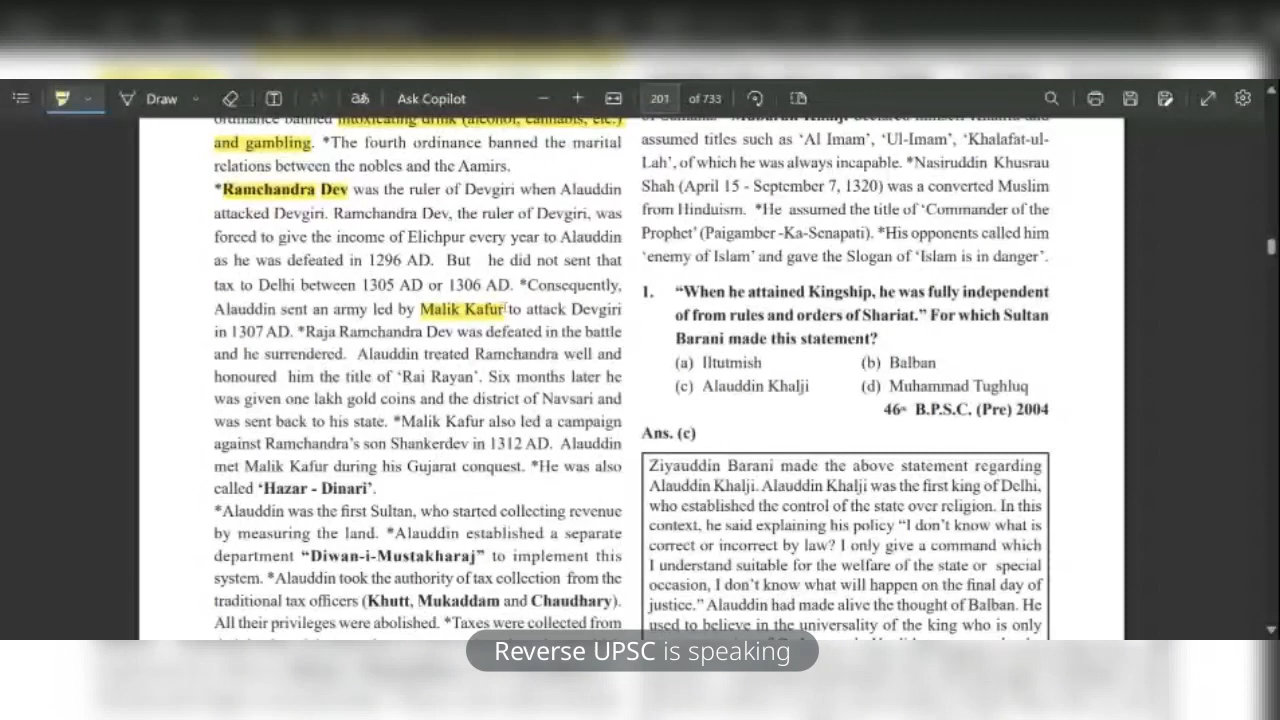 Draw
Ask Copilot
201 of 733
ordinance banned intoxicating drink (alcohol, cannabis, etc.)
and gambling. *The fourth ordinance banned the marital
relations between the nobles and the Aamirs.
*Ramchandra Dev was the ruler of Devgiri when Alauddin
attacked Devgiri. Ramchandra Dev, the ruler of Devgiri, was
forced to give the income of Elichpur every year to Alauddin
as he was defeated in 1296 AD. But he did not sent that
tax to Delhi between 1305 AD or 1306 AD. *Consequently,
Alauddin sent an army led by Malik Kafur to attack Devgiri
in 1307 AD. *Raja Ramchandra Dev was defeated in the battle
and he surrendered. Alauddin treated Ramchandra well and
honoured him the title of ‘Rai Rayan’. Six months later he
was given one lakh gold coins and the district of Navsari and
was sent back to his state. *Malik Kafur also led a campaign
against Ramchandra’s son Shankerdev in 1312 AD. Alauddin
met Malik Kafur during his Gujarat conquest. *He was also
called ‘Hazar - Dinari’.
*Alauddin was the first Sultan, who started collecting revenue
by measuring the land. *Alauddin established a separate
department “Diwan-i-Mustakharaj” to implement this
system. *Alauddin took the authority of tax collection from the
traditional tax officers (Khutt, Mukaddam and Chaudhary).
All their privileges were abolished. *Taxes were collected from
assumed titles such as ‘Al Imam’, ‘Ul-Imam’, ‘Khalafat-ul-
Lah’, of which he was always incapable. *Nasiruddin Khusrau
Shah (April 15 - September 7, 1320) was a converted Muslim
from Hinduism. *He assumed the title of ‘Commander of the
Prophet’ (Paigamber -Ka-Senapati). *His opponents called him
‘enemy of Islam’ and gave the Slogan of ‘Islam is in danger’.
1. “When he attained Kingship, he was fully independent
of from rules and orders of Shariat.” For which Sultan
Barani made this statement?
(a) Iltutmish (b) Balban
(c) Alauddin Khalji (d) Muhammad Tughluq
46th B.P.S.C. (Pre) 2004
Ans. (c)
Ziyauddin Barani made the above statement regarding
Alauddin Khalji. Alauddin Khalji was the first king of Delhi,
who established the control of the state over religion. In this
context, he said explaining his policy “I don’t know what is
correct or incorrect by law? I only give a command which
I understand suitable for the welfare of the state or special
occasion, I don’t know what will happen on the final day of
justice.” Alauddin had made alive the thought of Balban. He
used to believe in the universality of the king who is only
Reverse UPSC is speaking